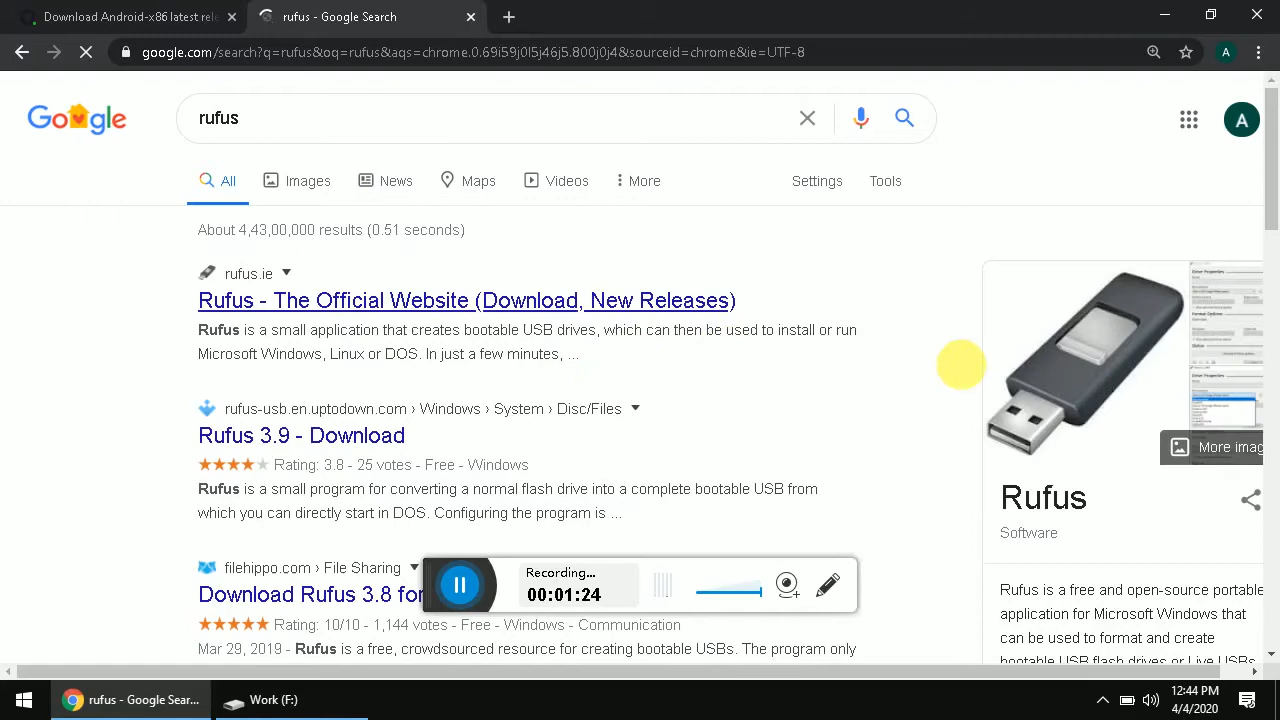 Download Android-x86 latest rele
rufus - Google Search
google.com/search?q=rufus&oq=rufus&aqs=chrome.0.69i59j0l5j46j5.800j0j4&sourceid=chrome&ie=UTF-8
A
Google
rufus
A
All
Images
News
Maps
Videos
More
Settings
Tools
About 4,43,00,000 results (0.51 seconds)
rufus.ie
Rufus - The Official Website (Download, New Releases)
Rufus is a small application that creates bootable USB drives, which can then be used to install or run
Microsoft Windows, Linux or DOS. In just a few minutes, and
Rufus 3.9 - Download
Rating: 3.8 - 25 votes - Free - Windows
Rufus is a small program for converting a normal flash drive into a complete bootable USB from
which you can directly start in DOS. Configuring the program is ...
filehippo.com › File Sharing
Download Rufus 3.8 for
Rating: 10/10 - 1,144 votes - Free - Windows - Communication
Mar 29, 2019 - Rufus is a free, crowdsourced resource for creating bootable USBs. The program only
More imag
Rufus
Software
Rufus is a free and open-source portable
application for Microsoft Windows that
can be used to format and create
bootable USB flash drives or Live USBs
Recording...
00:01:24
rufus - Google Sear...
Work (F:)
12:44 PM
4/4/2020